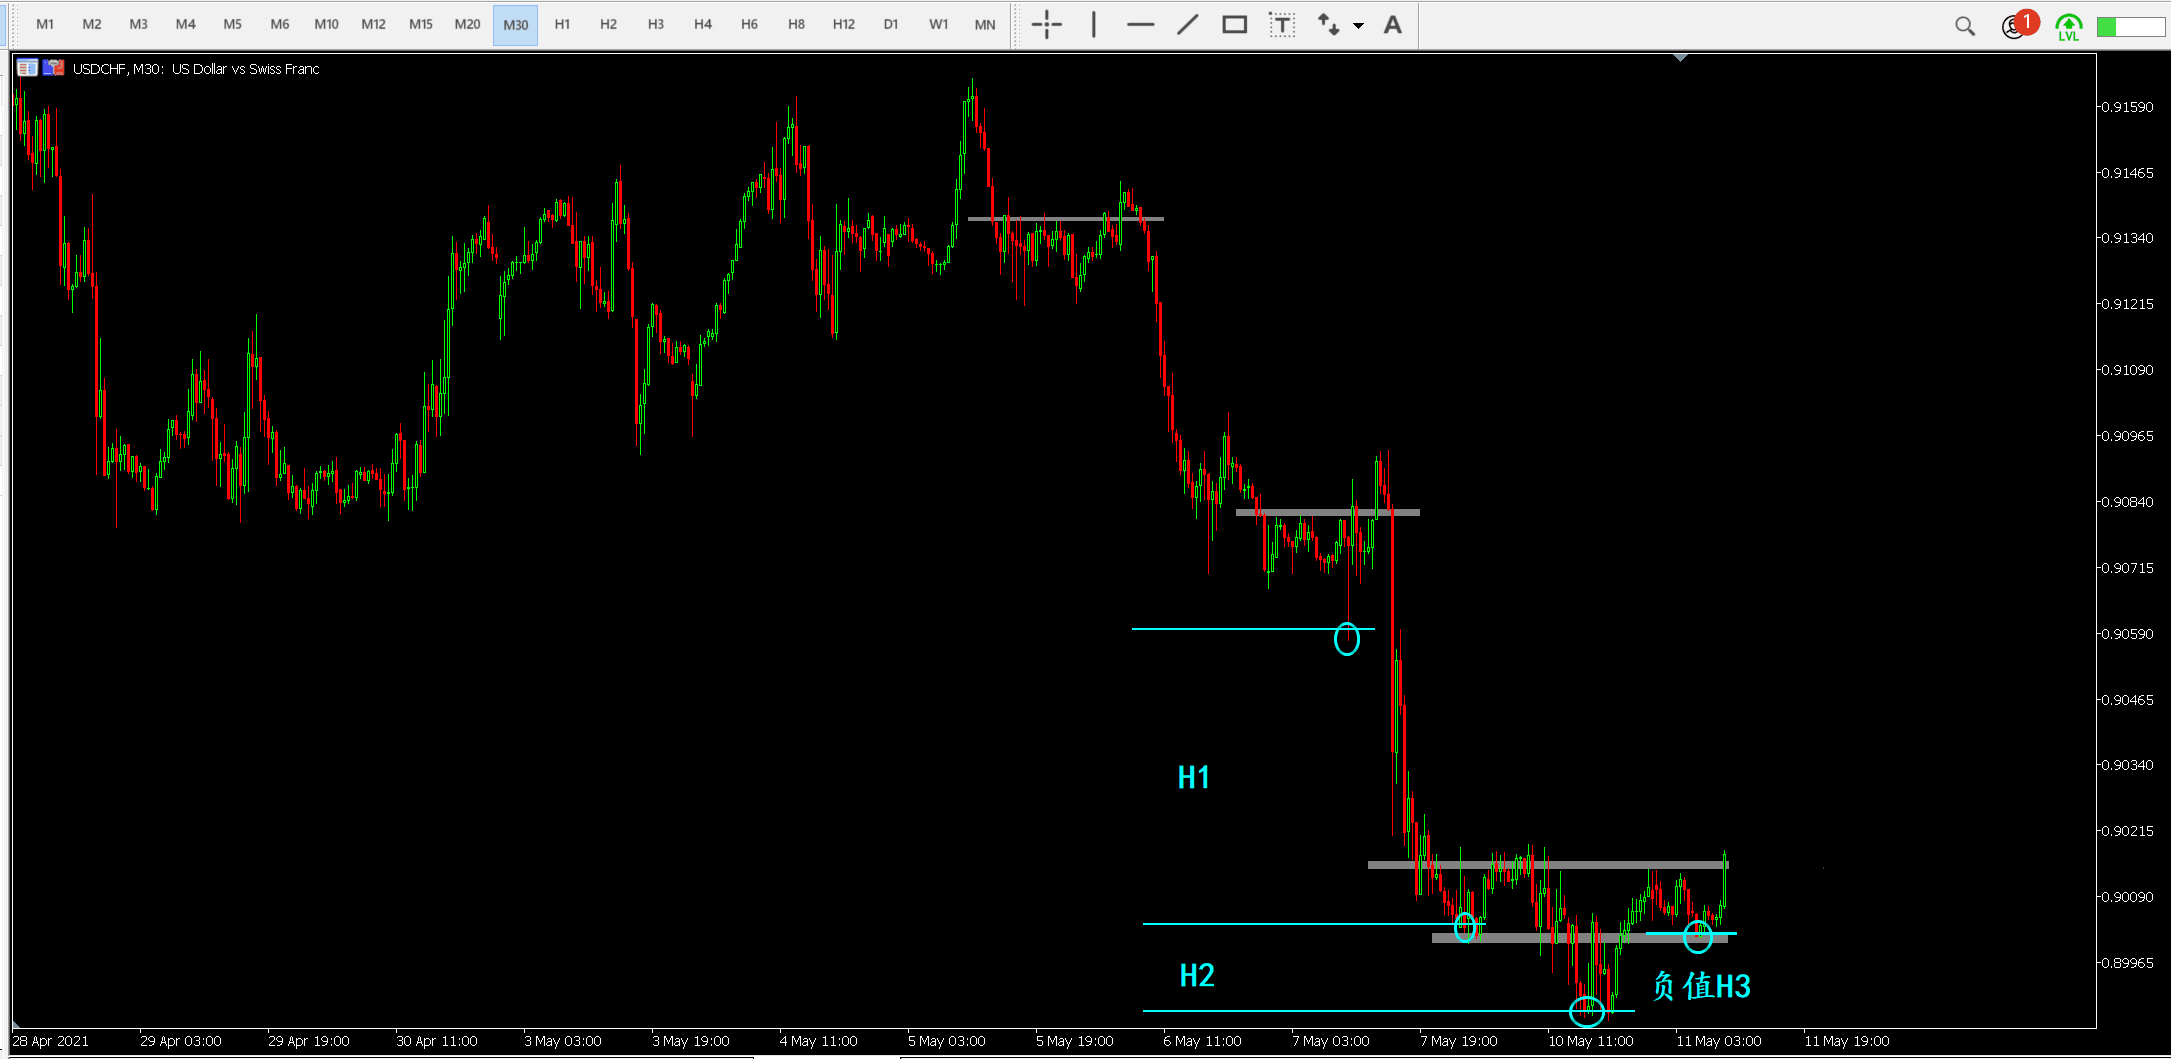 M1 M2 M3 M4 M5 M6 M10 M12 M15 M20 M30 H1 H2 H3 H4 H6 H8 H12 D1 W1 MN T A 1 LVL
USDCHF, M30: US Dollar vs Swiss Franc
0.91590
0.91465
0.91340
0.91215
0.91090
0.90965
0.90840
0.90715
0.90590
0.90465
0.90340
0.90215
0.90090
0.89965
H1
H2
负值H3
28 Apr 2021 29 Apr 03:00 29 Apr 19:00 30 Apr 11:00 3 May 03:00 3 May 19:00 4 May 11:00 5 May 03:00 5 May 19:00 6 May 11:00 7 May 03:00 7 May 19:00 10 May 11:00 11 May 03:00 11 May 19:00